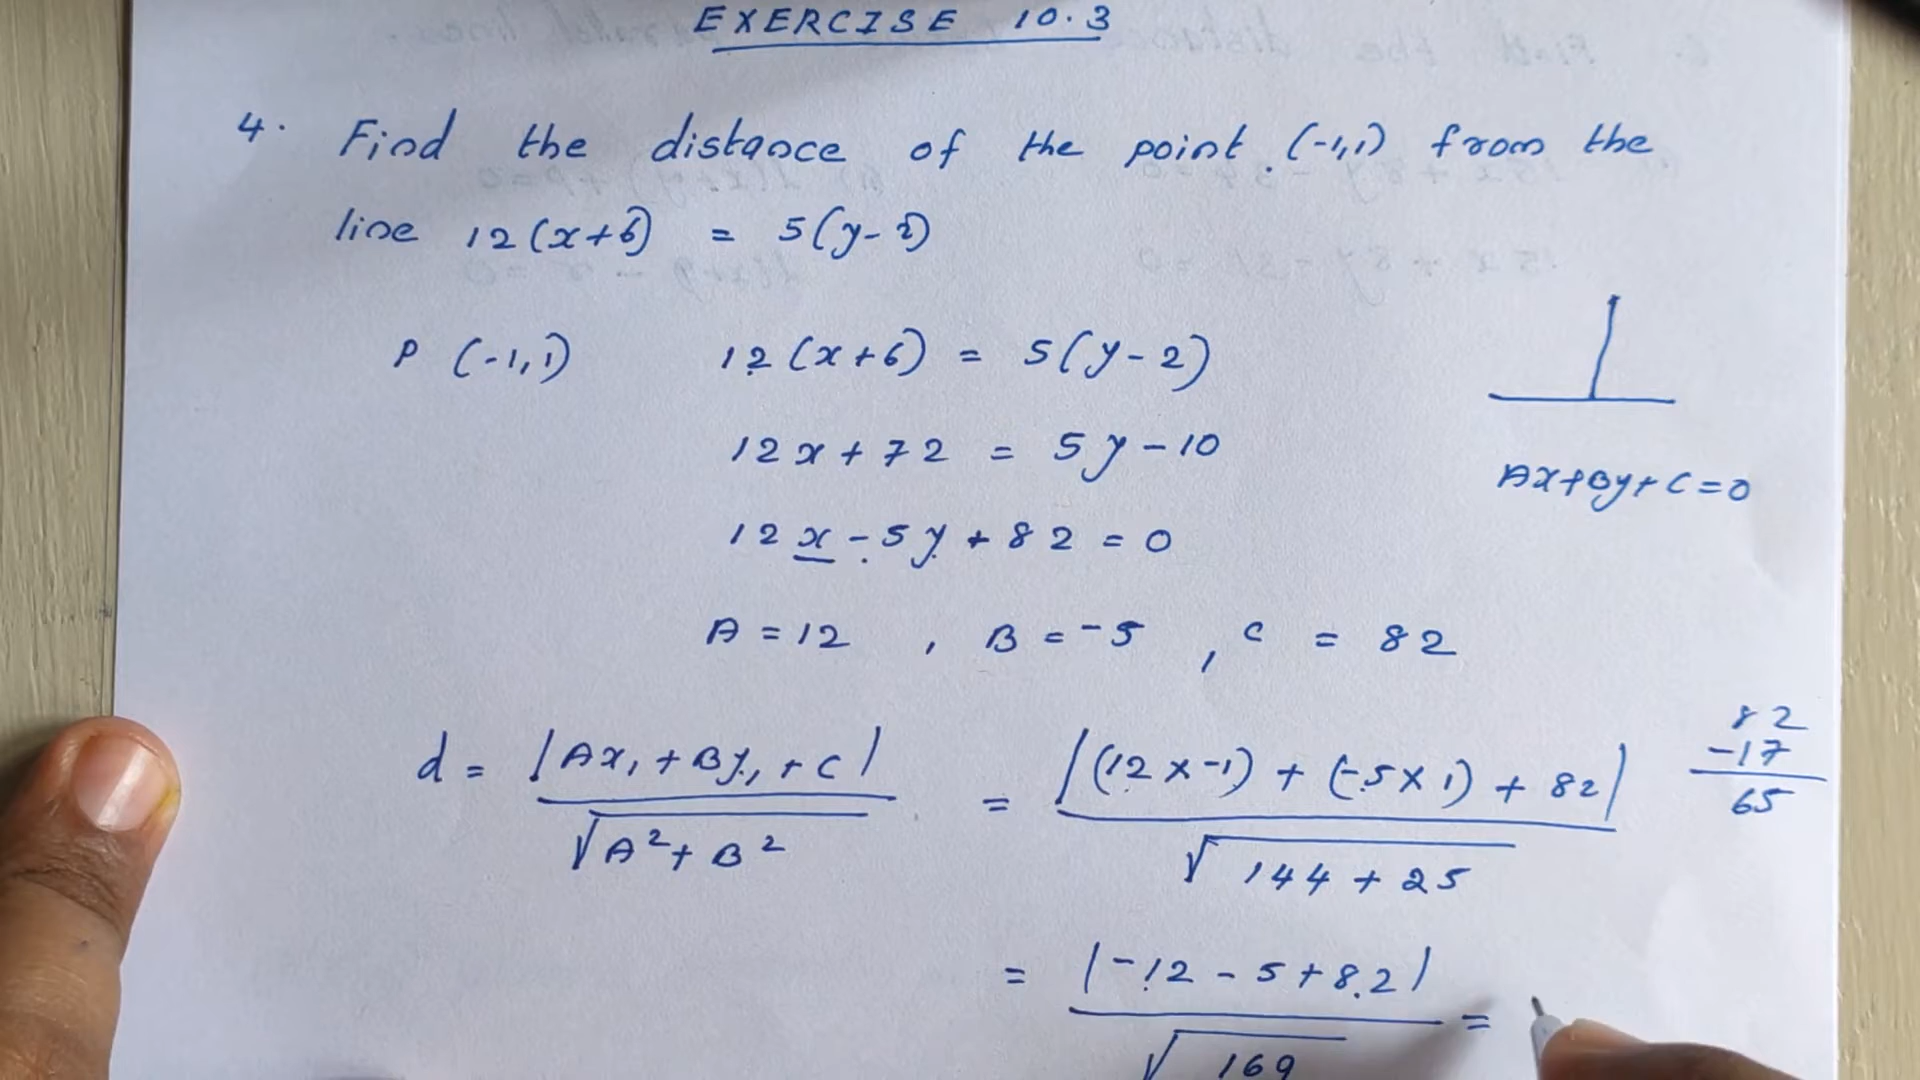 EXERCISE 10.3
4. Find the distance of the point (-1,1) from the
line 12(x+6) = 5(y-2)
P (-1,1) 12(x+6) = 5(y-2)
12x+72 = 5y-10
Ax+By+C=0
12x-5y+82=0
A=12 , B=-5 , C = 82
d = |Ax₁+By₁+C| / √A²+B² = |(12×-1)+(-5×1)+82| / √144+25
82
-17
65
= |-12-5+82| / √169 =